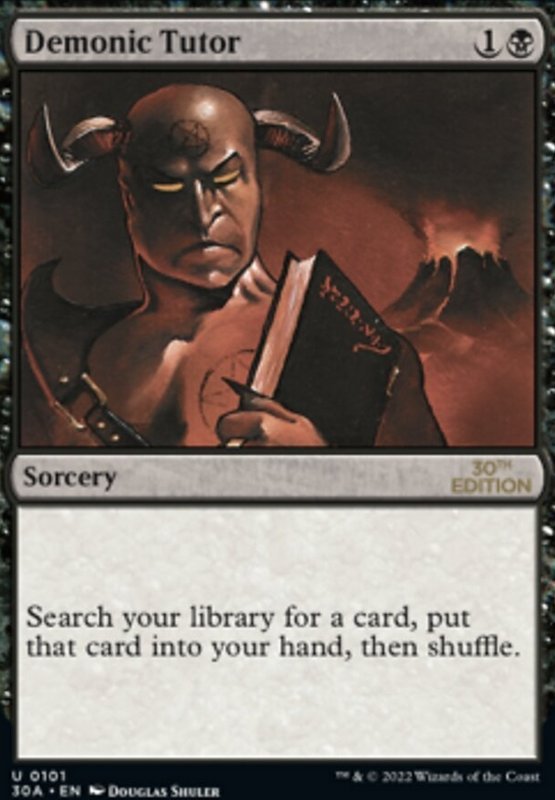 Demonic Tutor 1
Sorcery
30TH
EDITION
Search your library for a card, put
that card into your hand, then shuffle.
U 0101
30A • EN Douglas Shuler
™ & © 2022 Wizards of the Coast